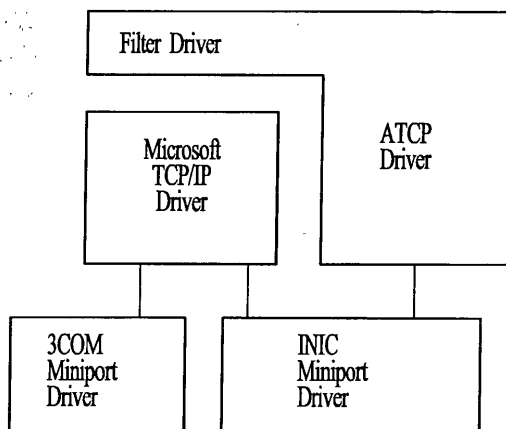 Filter Driver
ATCP
Driver
Microsoft
TCP/IP
Driver
3COM
Miniport
Driver
INIC
Miniport
Driver